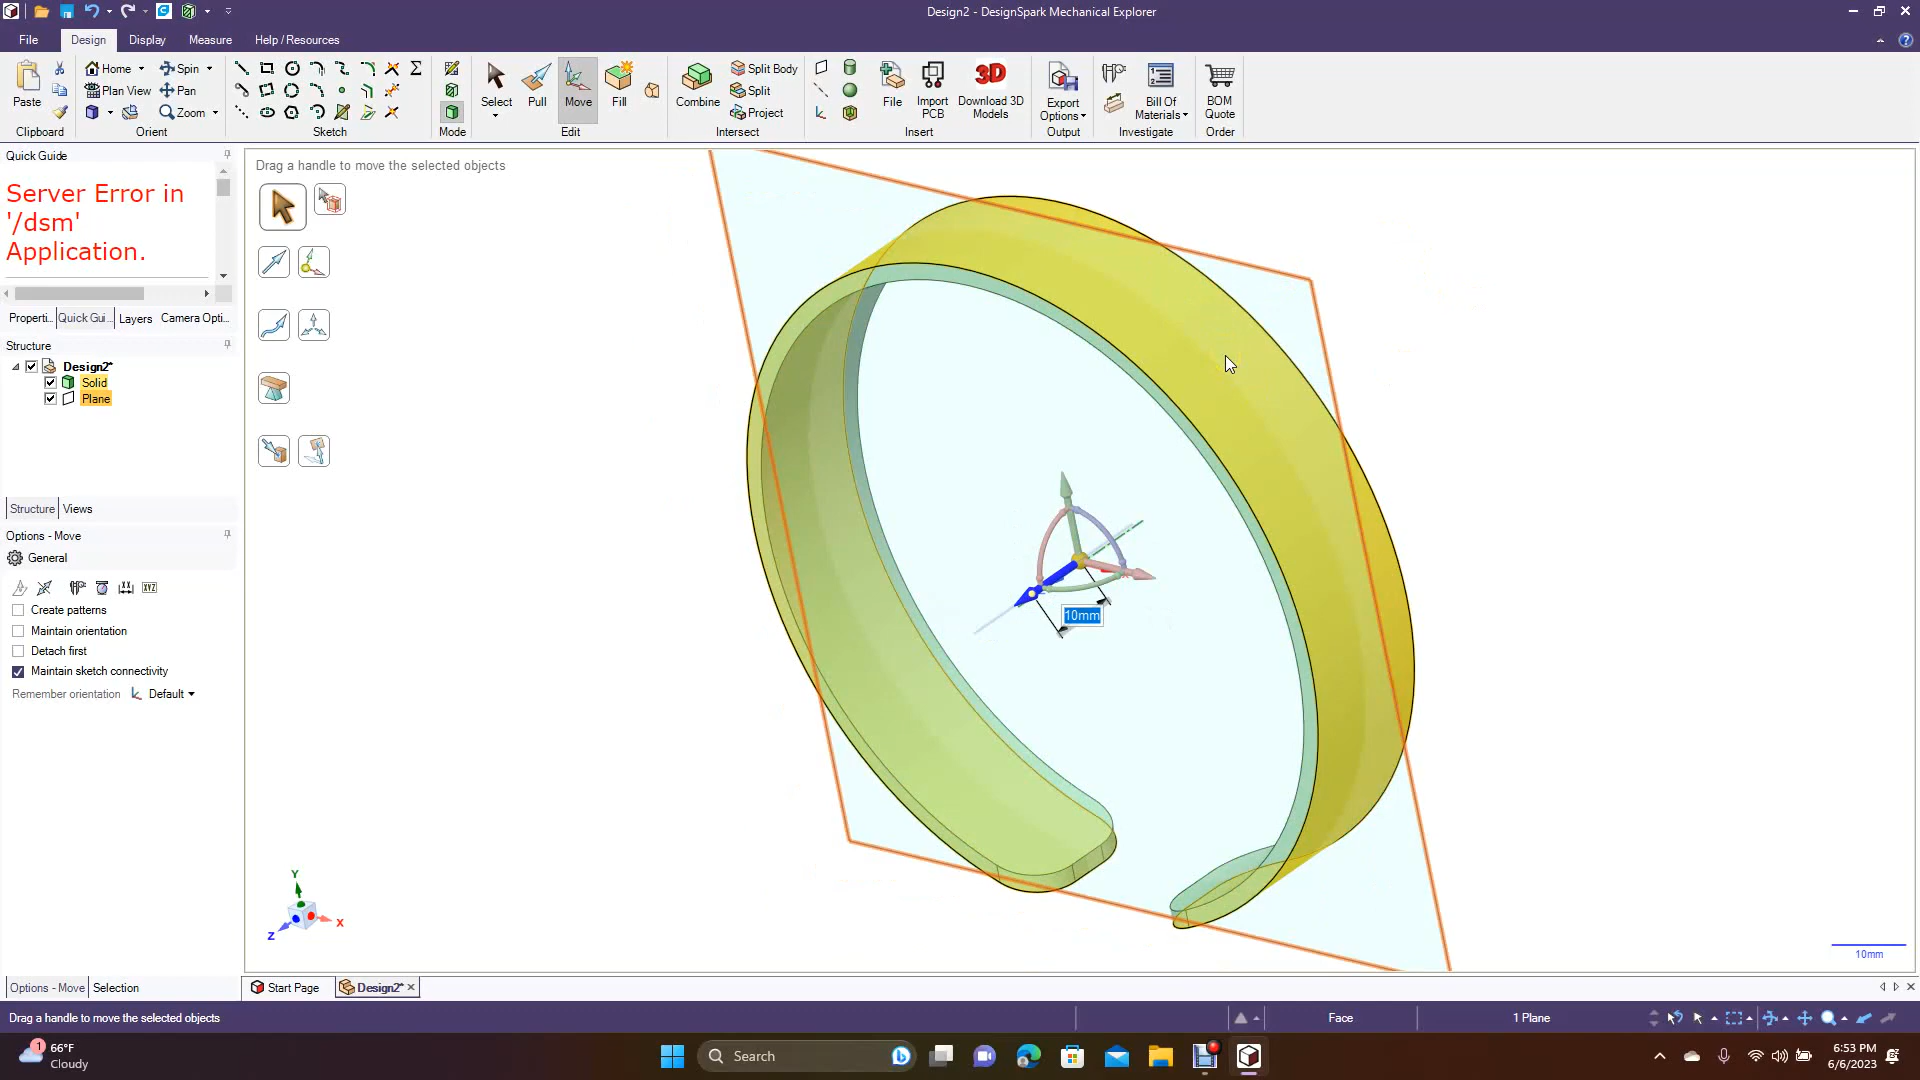 Design2 - DesignSpark Mechanical Explorer
File Design Display Measure Help / Resources
Paste
Clipboard
Home Spin
Plan View Pan
Zoom
Orient
Sketch
Mode
Select Pull Move Fill
Edit
Combine
Split Body
Split
Project
Intersect
File
Import PCB
3D
Download 3D Models
Insert
Export Options
Output
Bill Of Materials
Investigate
BOM Quote
Order
Quick Guide
Server Error in
'/dsm'
Application.
Properti... Quick Gui... Layers Camera Opti...
Structure
Design2*
Solid
Plane
Structure Views
Options - Move
General
XYZ
Create patterns
Maintain orientation
Detach first
Maintain sketch connectivity
Remember orientation Default
Options - Move Selection
Drag a handle to move the selected objects
10mm
Y
X
Z
10mm
Start Page Design2*
Drag a handle to move the selected objects
Face
1 Plane
1
66°F
Cloudy
Search
6:53 PM
6/6/2023